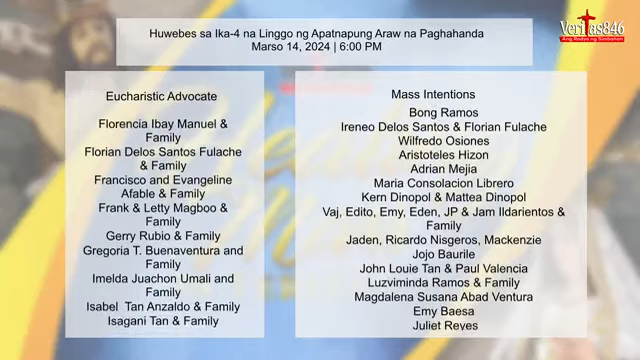 Huwebes sa Ika-4 na Linggo ng Apatnapung Araw na Paghahanda
Marso 14, 2024 | 6:00 PM
Veritas846
Ang Radyo ng Simbahan
Eucharistic Advocate
Florencia Ibay Manuel &
Family
Florian Delos Santos Fulache
& Family
Francisco and Evangeline
Afable & Family
Frank & Letty Magboo &
Family
Gerry Rubio & Family
Gregoria T. Buenaventura and
Family
Imelda Juachon Umali and
Family
Isabel Tan Anzaldo & Family
Isagani Tan & Family
Mass Intentions
Bong Ramos
Ireneo Delos Santos & Florian Fulache
Wilfredo Osiones
Aristoteles Hizon
Adrian Mejia
Maria Consolacion Librero
Kern Dinopol & Mattea Dinopol
Vaj, Edito, Emy, Eden, JP & Jam Ildarientos &
Family
Jaden, Ricardo Nisgeros, Mackenzie
Jojo Baurile
John Louie Tan & Paul Valencia
Luzviminda Ramos & Family
Magdalena Susana Abad Ventura
Emy Baesa
Juliet Reyes